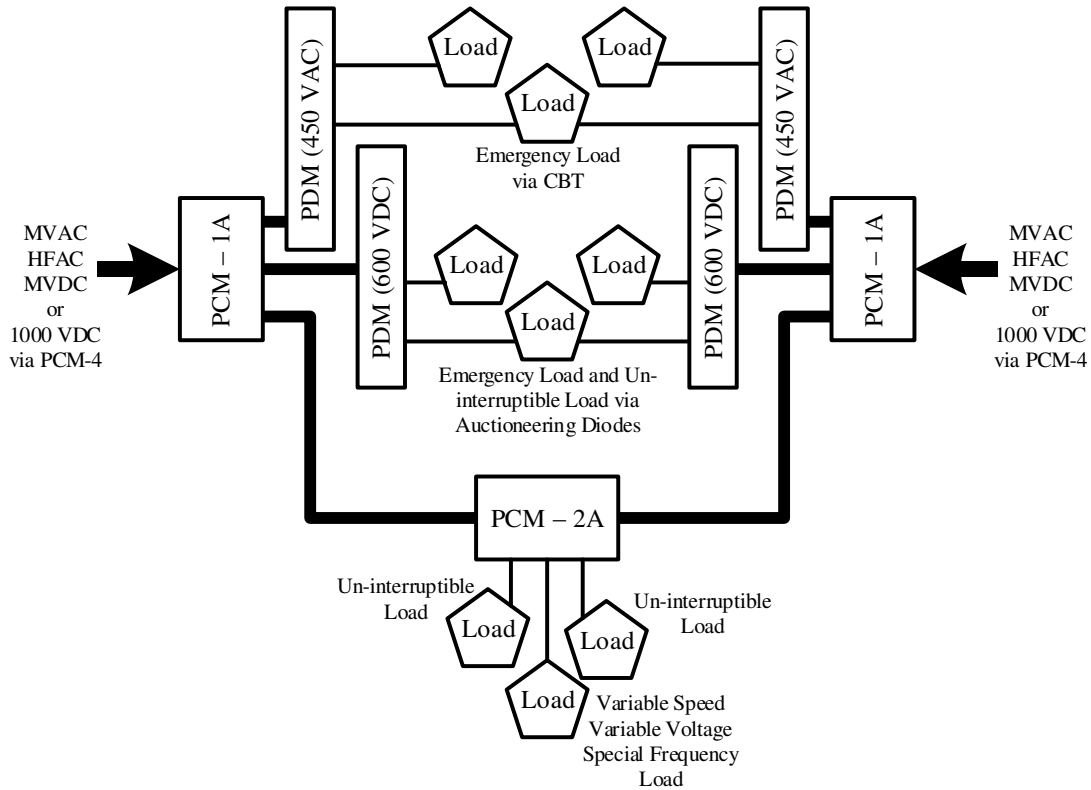 Load
Load
Load
PDM (450 VAC)
PDM (450 VAC)
Emergency Load
via CBT
PDM (600 VDC)
PDM (600 VDC)
MVAC
HFAC
MVDC
or
1000 VDC
via PCM-4
PCM – 1A
PCM – 1A
MVAC
HFAC
MVDC
or
1000 VDC
via PCM-4
Load
Load
Load
Emergency Load and Un-
interruptible Load via
Auctioneering Diodes
PCM – 2A
Un-interruptible
Load
Load
Load
Un-interruptible
Load
Load
Variable Speed
Variable Voltage
Special Frequency
Load